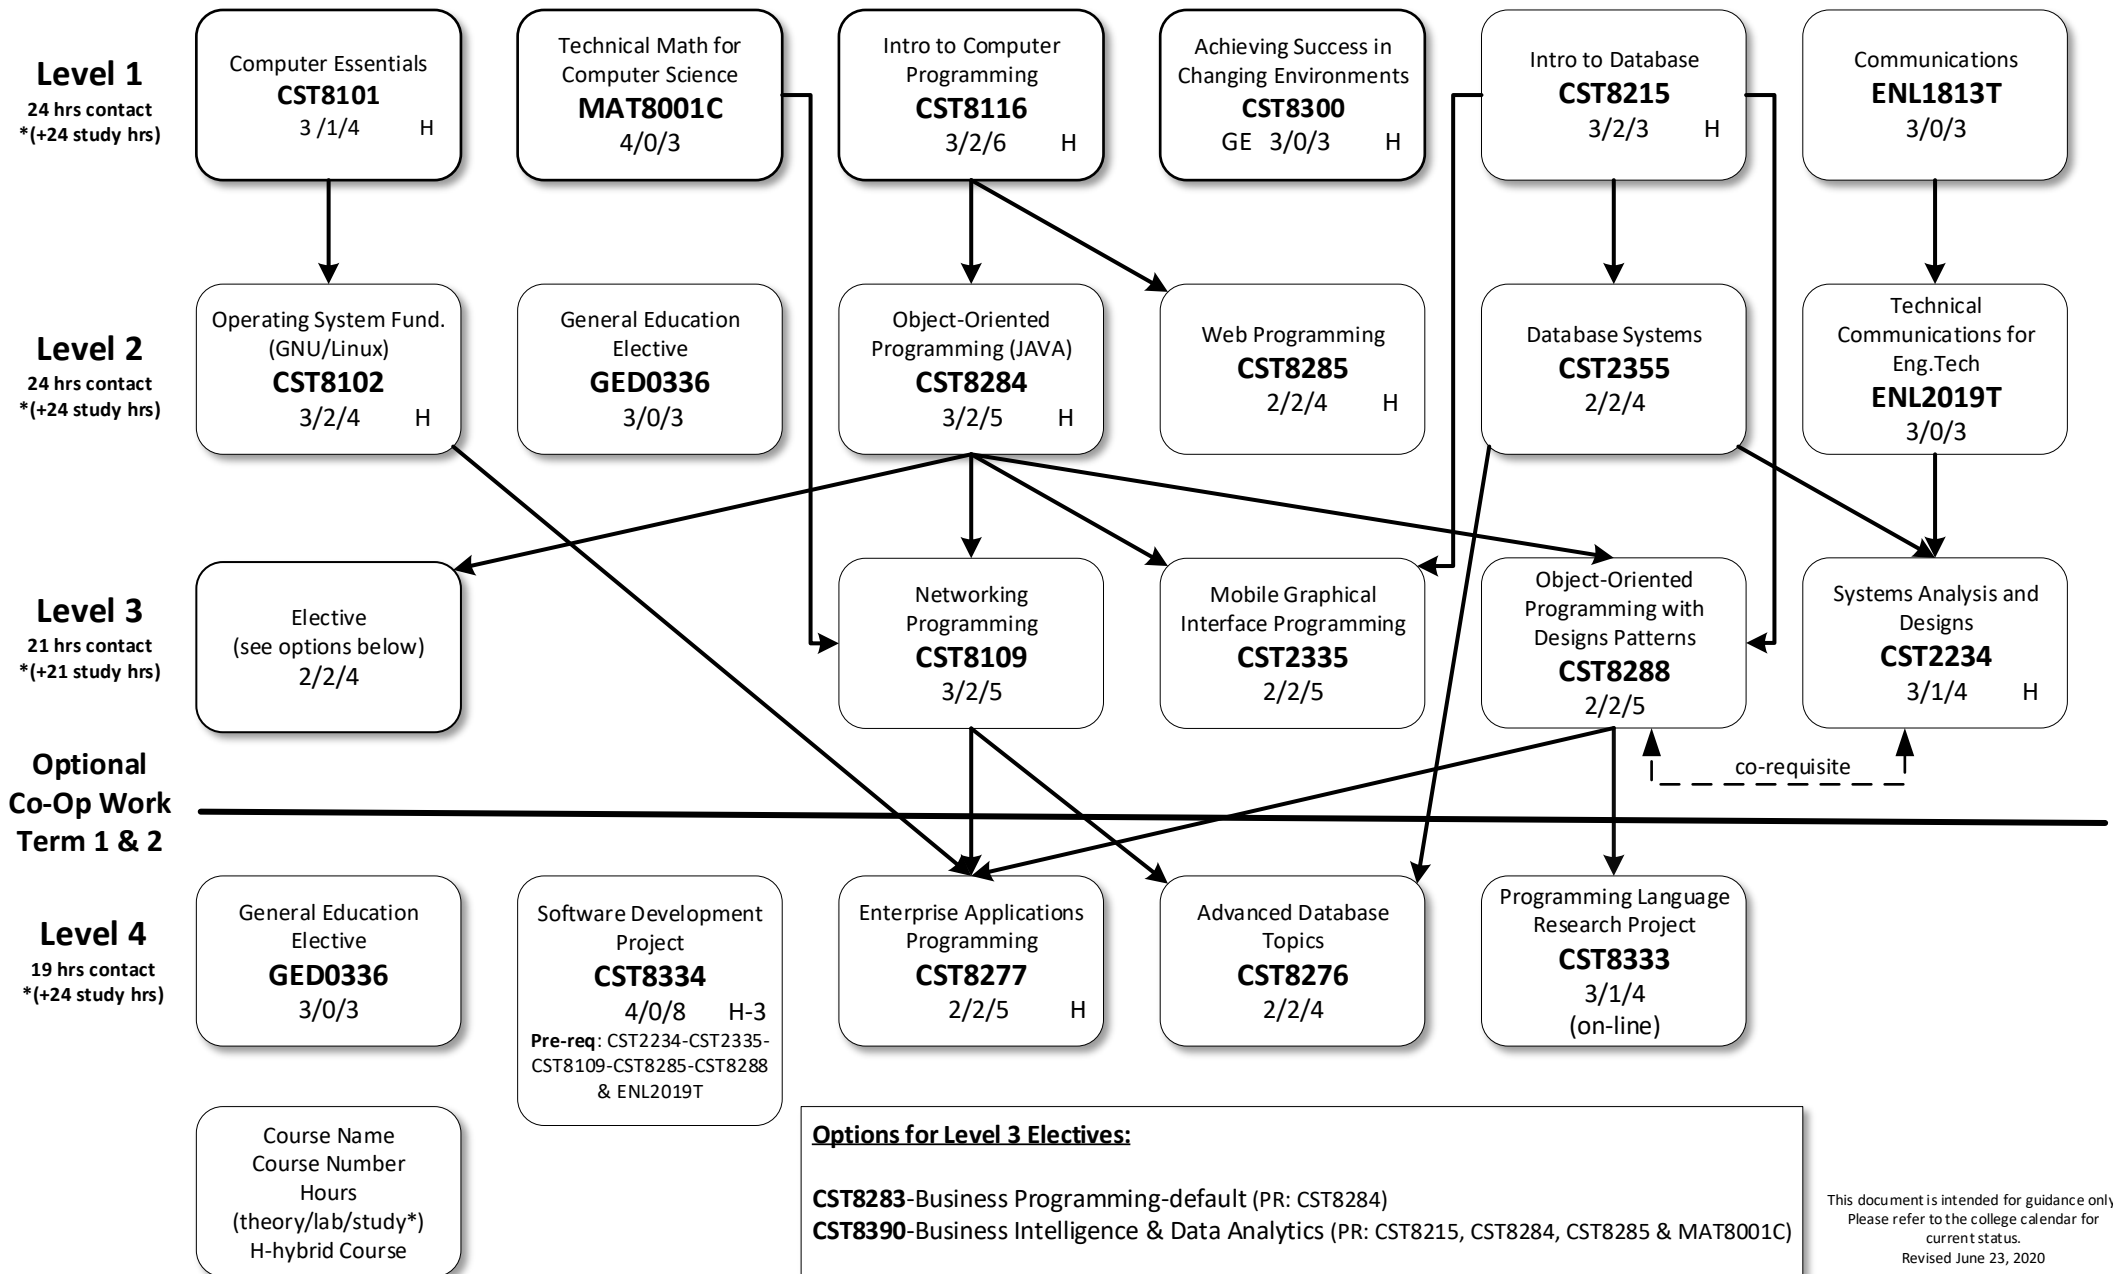 Level 1
24 hrs contact
*(+24 study hrs)
Computer Essentials
CST8101
3 /1/4 H
Technical Math for
Computer Science
MAT8001C
4/0/3
Intro to Computer
Programming
CST8116
3/2/6 H
Achieving Success in
Changing Environments
CST8300
GE 3/0/3 H
Intro to Database
CST8215
3/2/3 H
Communications
ENL1813T
3/0/3
Level 2
24 hrs contact
*(+24 study hrs)
Operating System Fund.
(GNU/Linux)
CST8102
3/2/4 H
General Education
Elective
GED0336
3/0/3
Object-Oriented
Programming (JAVA)
CST8284
3/2/5 H
Web Programming
CST8285
2/2/4 H
Database Systems
CST2355
2/2/4
Technical
Communications for
Eng.Tech
ENL2019T
3/0/3
Level 3
21 hrs contact
*(+21 study hrs)
Elective
(see options below)
2/2/4
Networking
Programming
CST8109
3/2/5
Mobile Graphical
Interface Programming
CST2335
2/2/5
Object-Oriented
Programming with
Designs Patterns
CST8288
2/2/5
Systems Analysis and
Designs
CST2234
3/1/4 H
co-requisite
Optional
Co-Op Work
Term 1 & 2
Level 4
19 hrs contact
*(+24 study hrs)
General Education
Elective
GED0336
3/0/3
Software Development
Project
CST8334
4/0/8 H-3
Pre-req: CST2234-CST2335-
CST8109-CST8285-CST8288
& ENL2019T
Enterprise Applications
Programming
CST8277
2/2/5 H
Advanced Database
Topics
CST8276
2/2/4
Programming Language
Research Project
CST8333
3/1/4
(on-line)
Course Name
Course Number
Hours
(theory/lab/study*)
H-hybrid Course
Options for Level 3 Electives:
CST8283-Business Programming-default (PR: CST8284)
CST8390-Business Intelligence & Data Analytics (PR: CST8215, CST8284, CST8285 & MAT8001C)
This document is intended for guidance only
Please refer to the college calendar for
current status.
Revised June 23, 2020